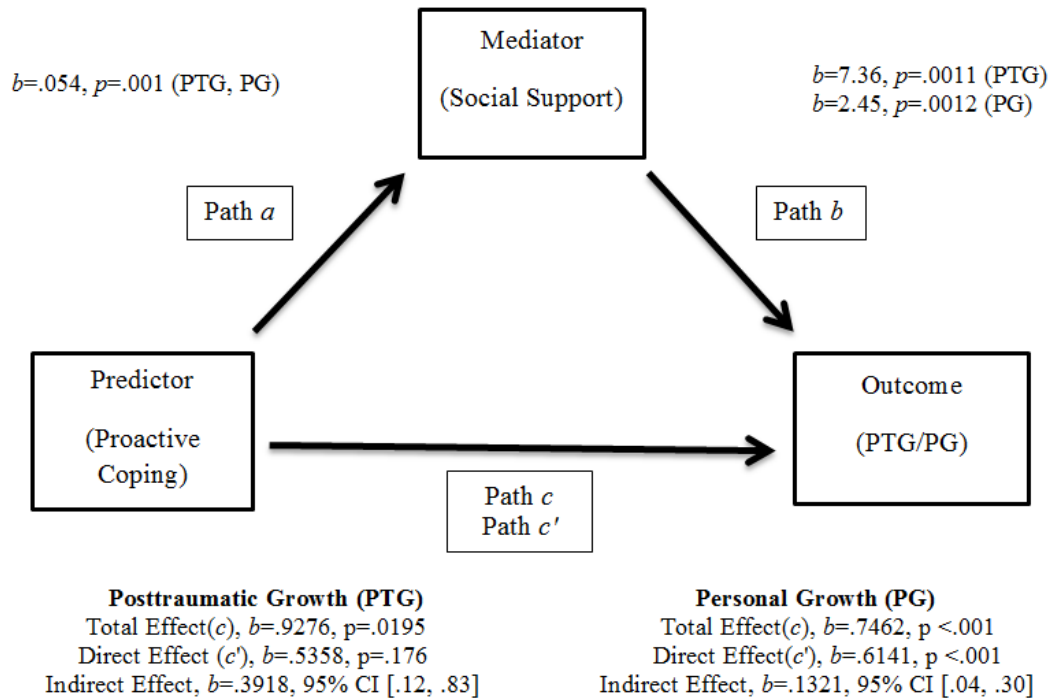 Mediator
(Social Support)
b=.054, p=.001 (PTG, PG)
b=7.36, p=.0011 (PTG)
b=2.45, p=.0012 (PG)
Path a
Path b
Predictor
(Proactive
Coping)
Outcome
(PTG/PG)
Path c
Path c'
Posttraumatic Growth (PTG)
Total Effect(c), b=.9276, p=.0195
Direct Effect (c'), b=.5358, p=.176
Indirect Effect, b=.3918, 95% CI [.12, .83]
Personal Growth (PG)
Total Effect(c), b=.7462, p <.001
Direct Effect(c'), b=.6141, p <.001
Indirect Effect, b=.1321, 95% CI [.04, .30]